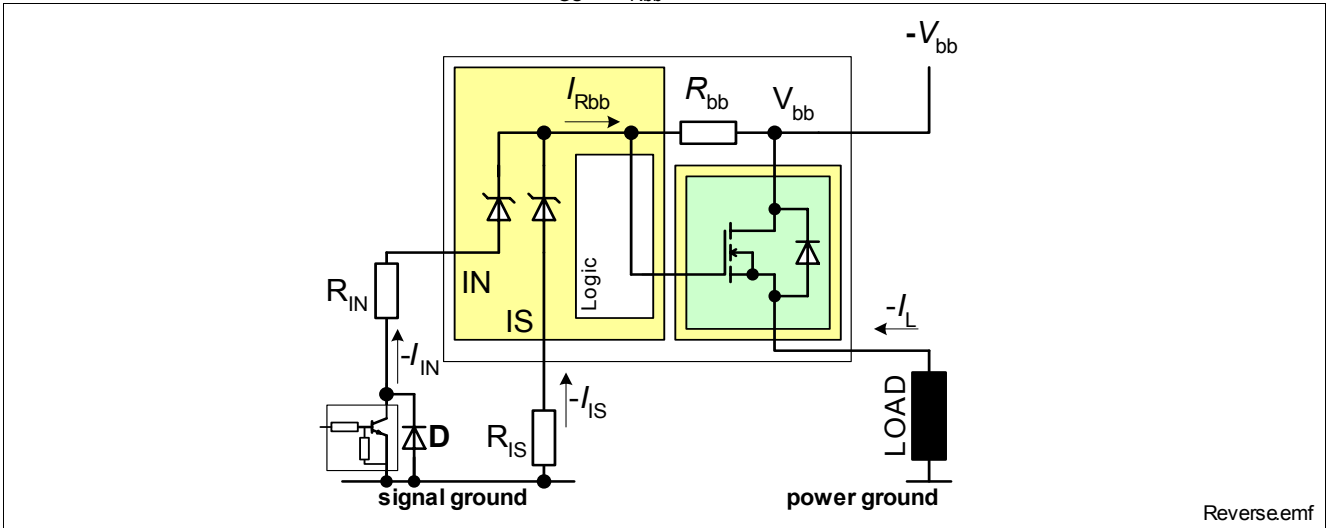 -Vbb
IRbb
Rbb
Vbb
Logic
IN
IS
RIN
-IL
-IIN
-IIS
D
RIS
LOAD
signal ground
power ground
Reverse.emf